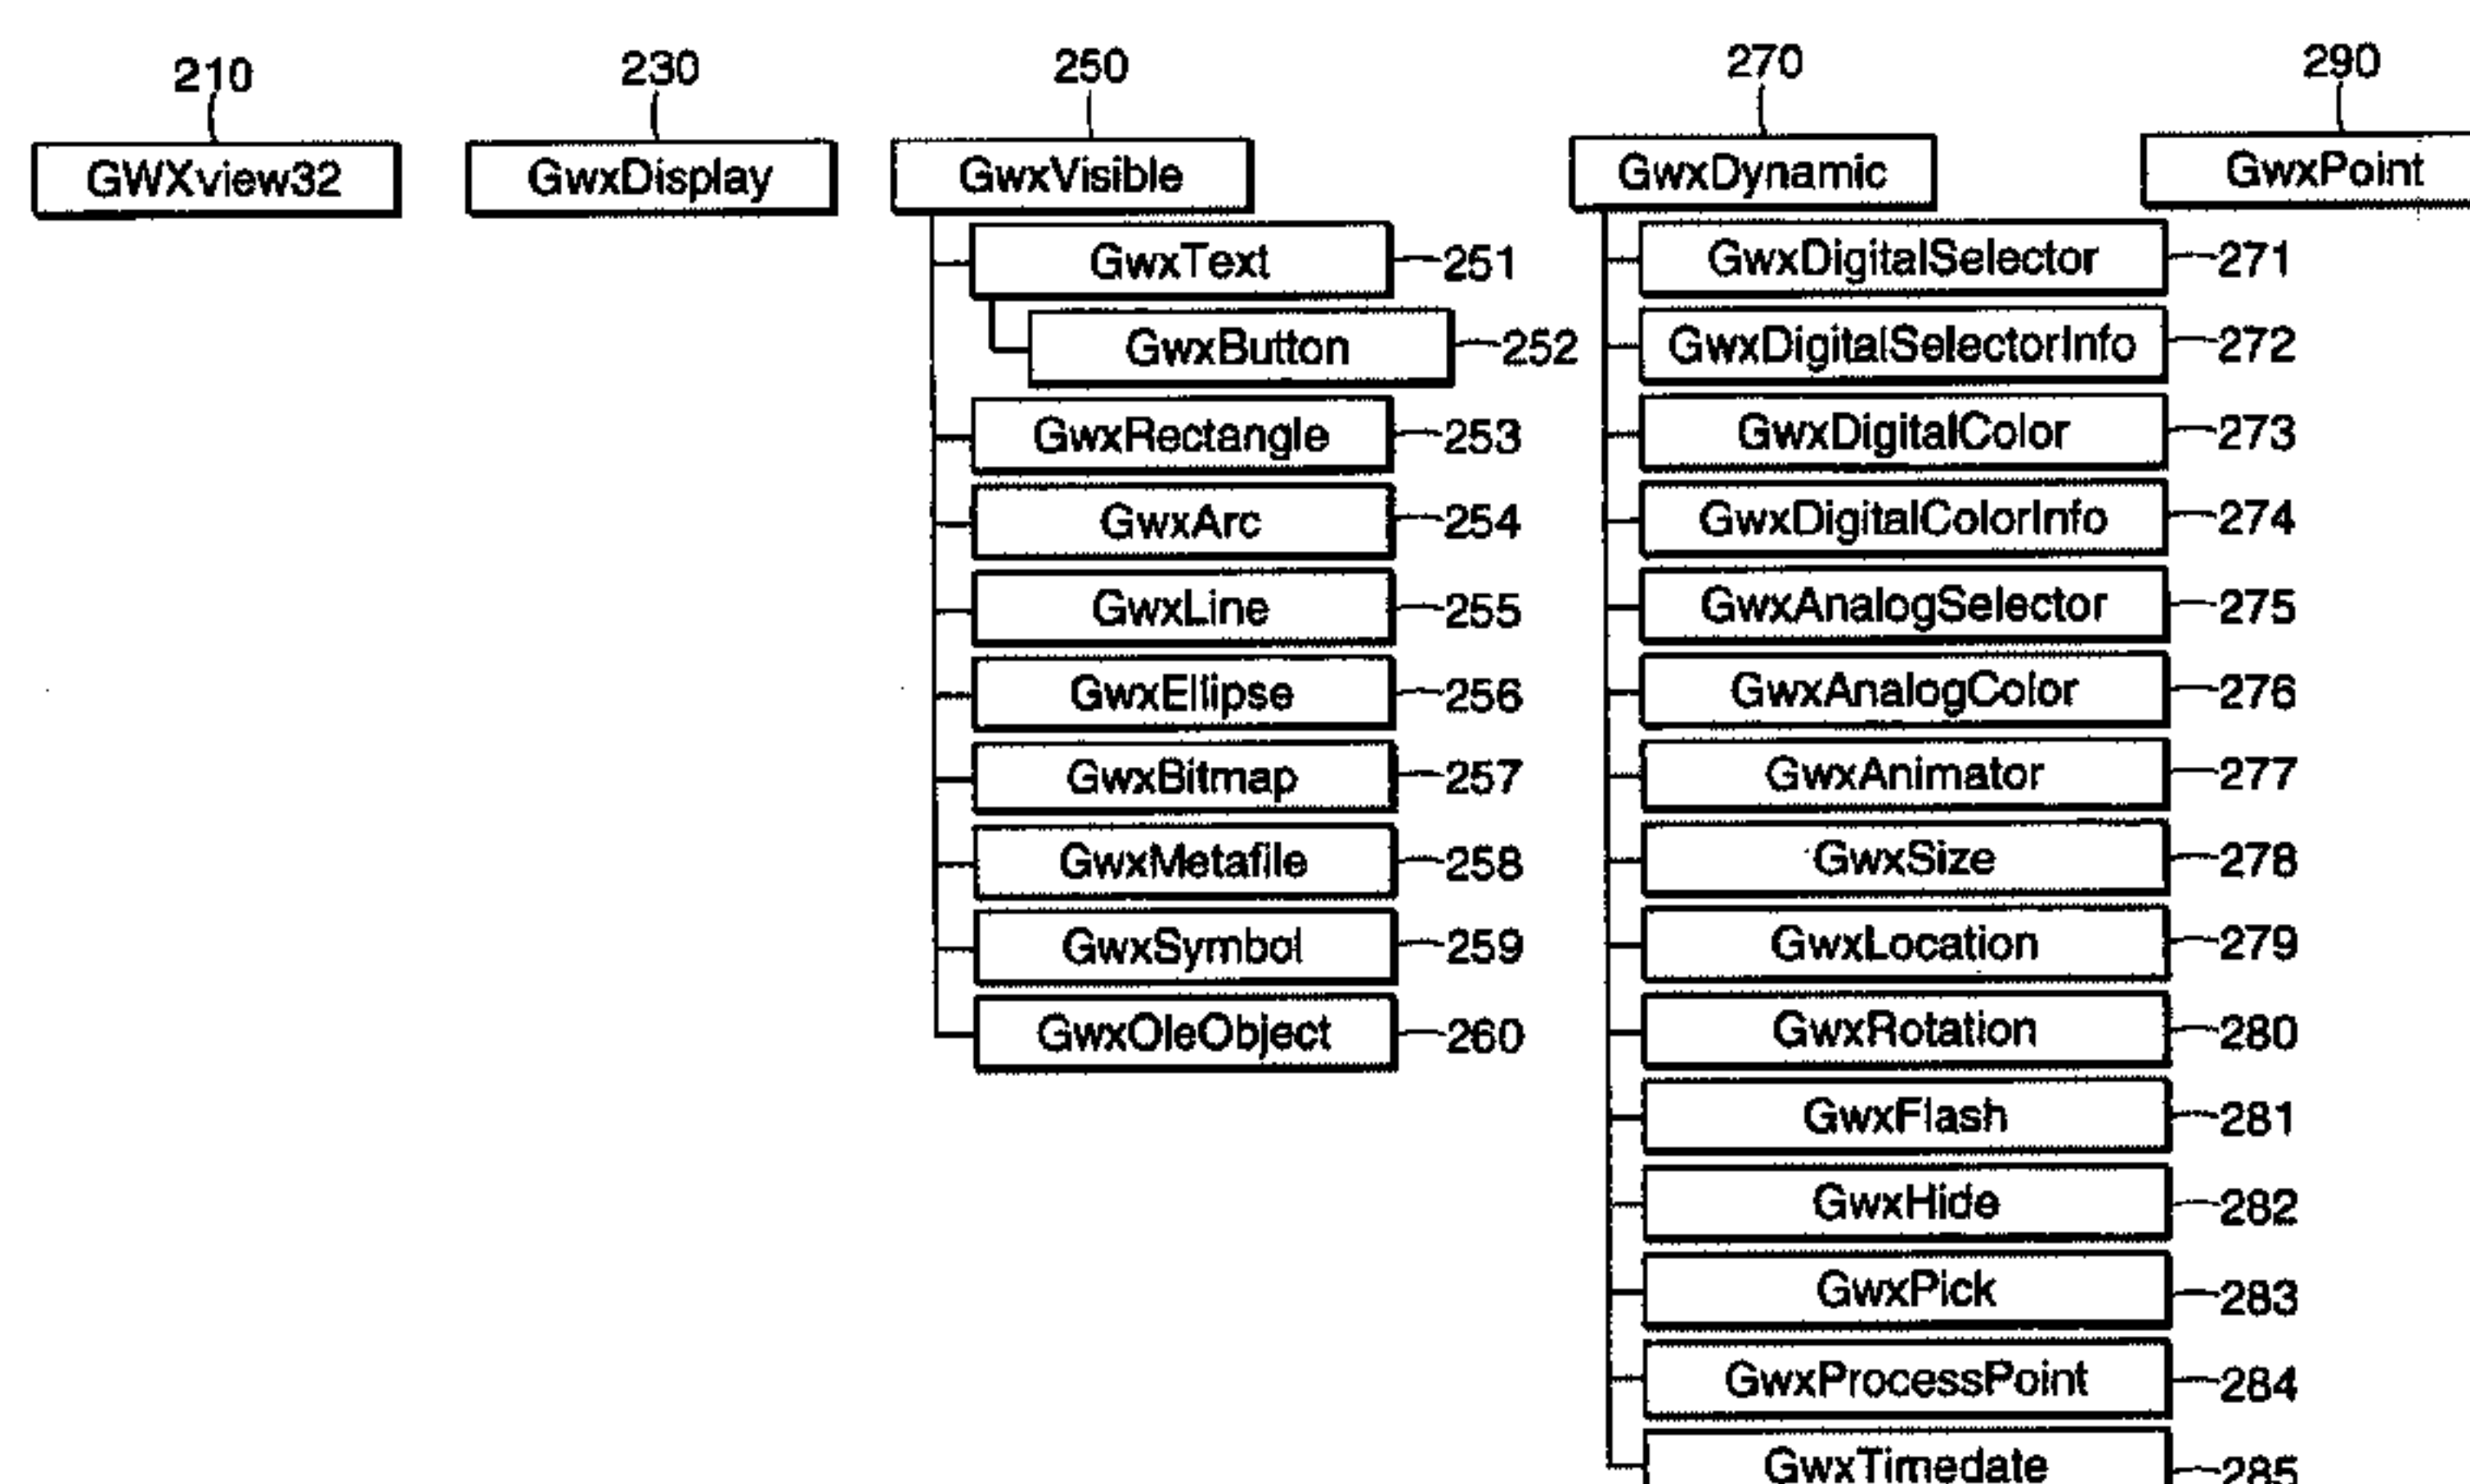 210 230 250 270 290
GWXview32 GwxDisplay GwxVisible GwxDynamic GwxPoint
GwxText 251 GwxDigitalSelector 271
GwxButton 252 GwxDigitalSelectorInfo 272
GwxRectangle 253 GwxDigitalColor 273
GwxArc 254 GwxDigitalColorInfo 274
GwxLine 255 GwxAnalogSelector 275
GwxEllipse 256 GwxAnalogColor 276
GwxBitmap 257 GwxAnimator 277
GwxMetafile 258 GwxSize 278
GwxSymbol 259 GwxLocation 279
GwxOleObject 260 GwxRotation 280
GwxFlash 281
GwxHide 282
GwxPick 283
GwxProcessPoint 284
GwxTimedate 285